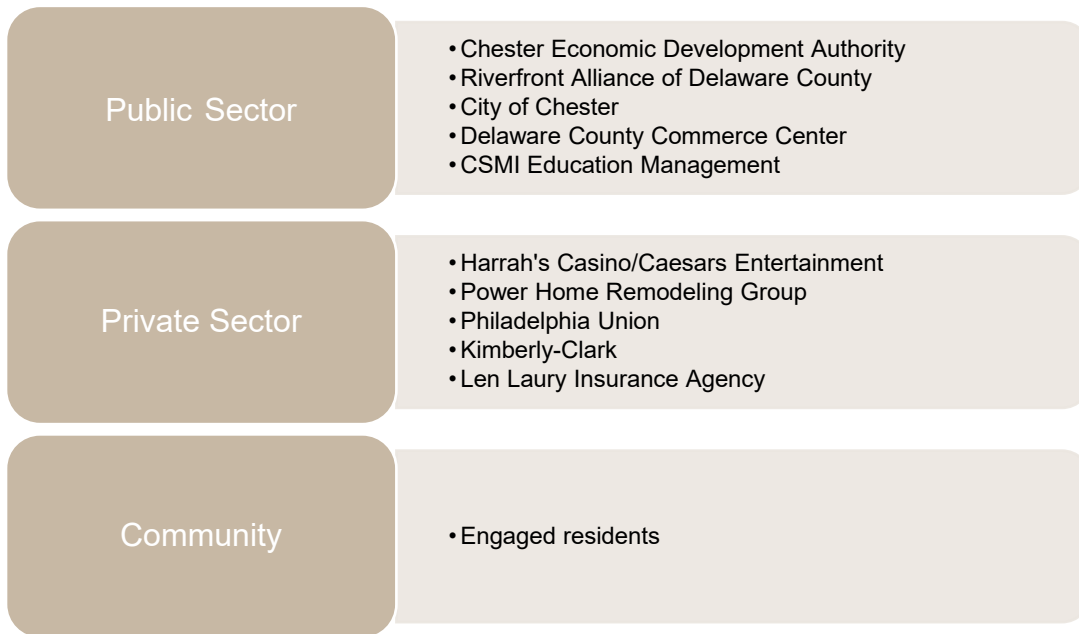 Public Sector
•Chester Economic Development Authority
•Riverfront Alliance of Delaware County
•City of Chester
•Delaware County Commerce Center
•CSMI Education Management
Private Sector
•Harrah's Casino/Caesars Entertainment
•Power Home Remodeling Group
•Philadelphia Union
•Kimberly-Clark
•Len Laury Insurance Agency
Community
•Engaged residents